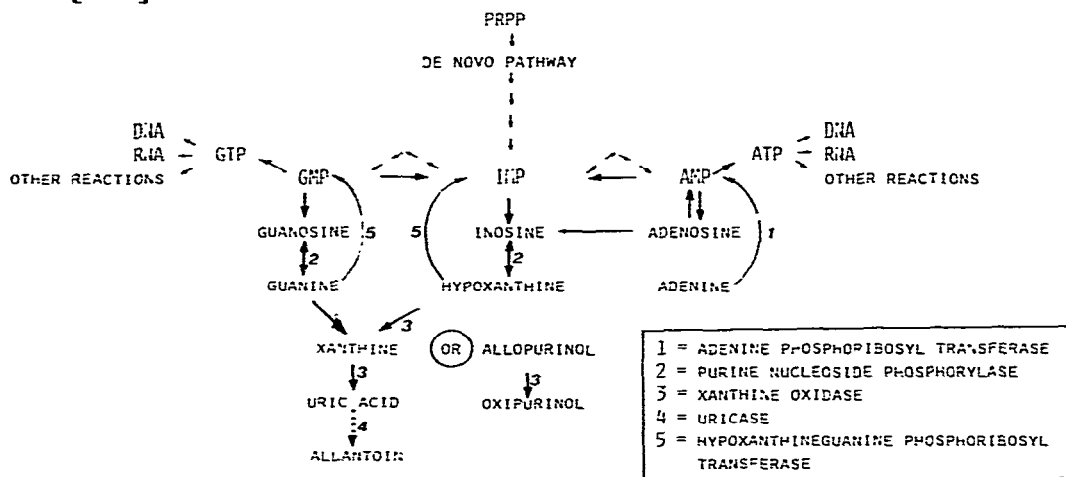 PRPP
DE NOVO PATHWAY
DNA
RNA
OTHER REACTIONS
GTP
GMP
IMP
AMP
ATP
DNA
RNA
OTHER REACTIONS
GUANOSINE
5
5
INOSINE
ADENOSINE
1
2
2
GUANINE
HYPOXANTHINE
ADENINE
3
XANTHINE
OR
ALLOPURINOL
3
3
URIC ACID
OXIPURINOL
4
ALLANTOIN
1 = ADENINE PHOSPHORIBOSYL TRANSFERASE
2 = PURINE NUCLEOSIDE PHOSPHORYLASE
3 = XANTHINE OXIDASE
4 = URICASE
5 = HYPOXANTHINEGUANINE PHOSPHORIBOSYL
TRANSFERASE